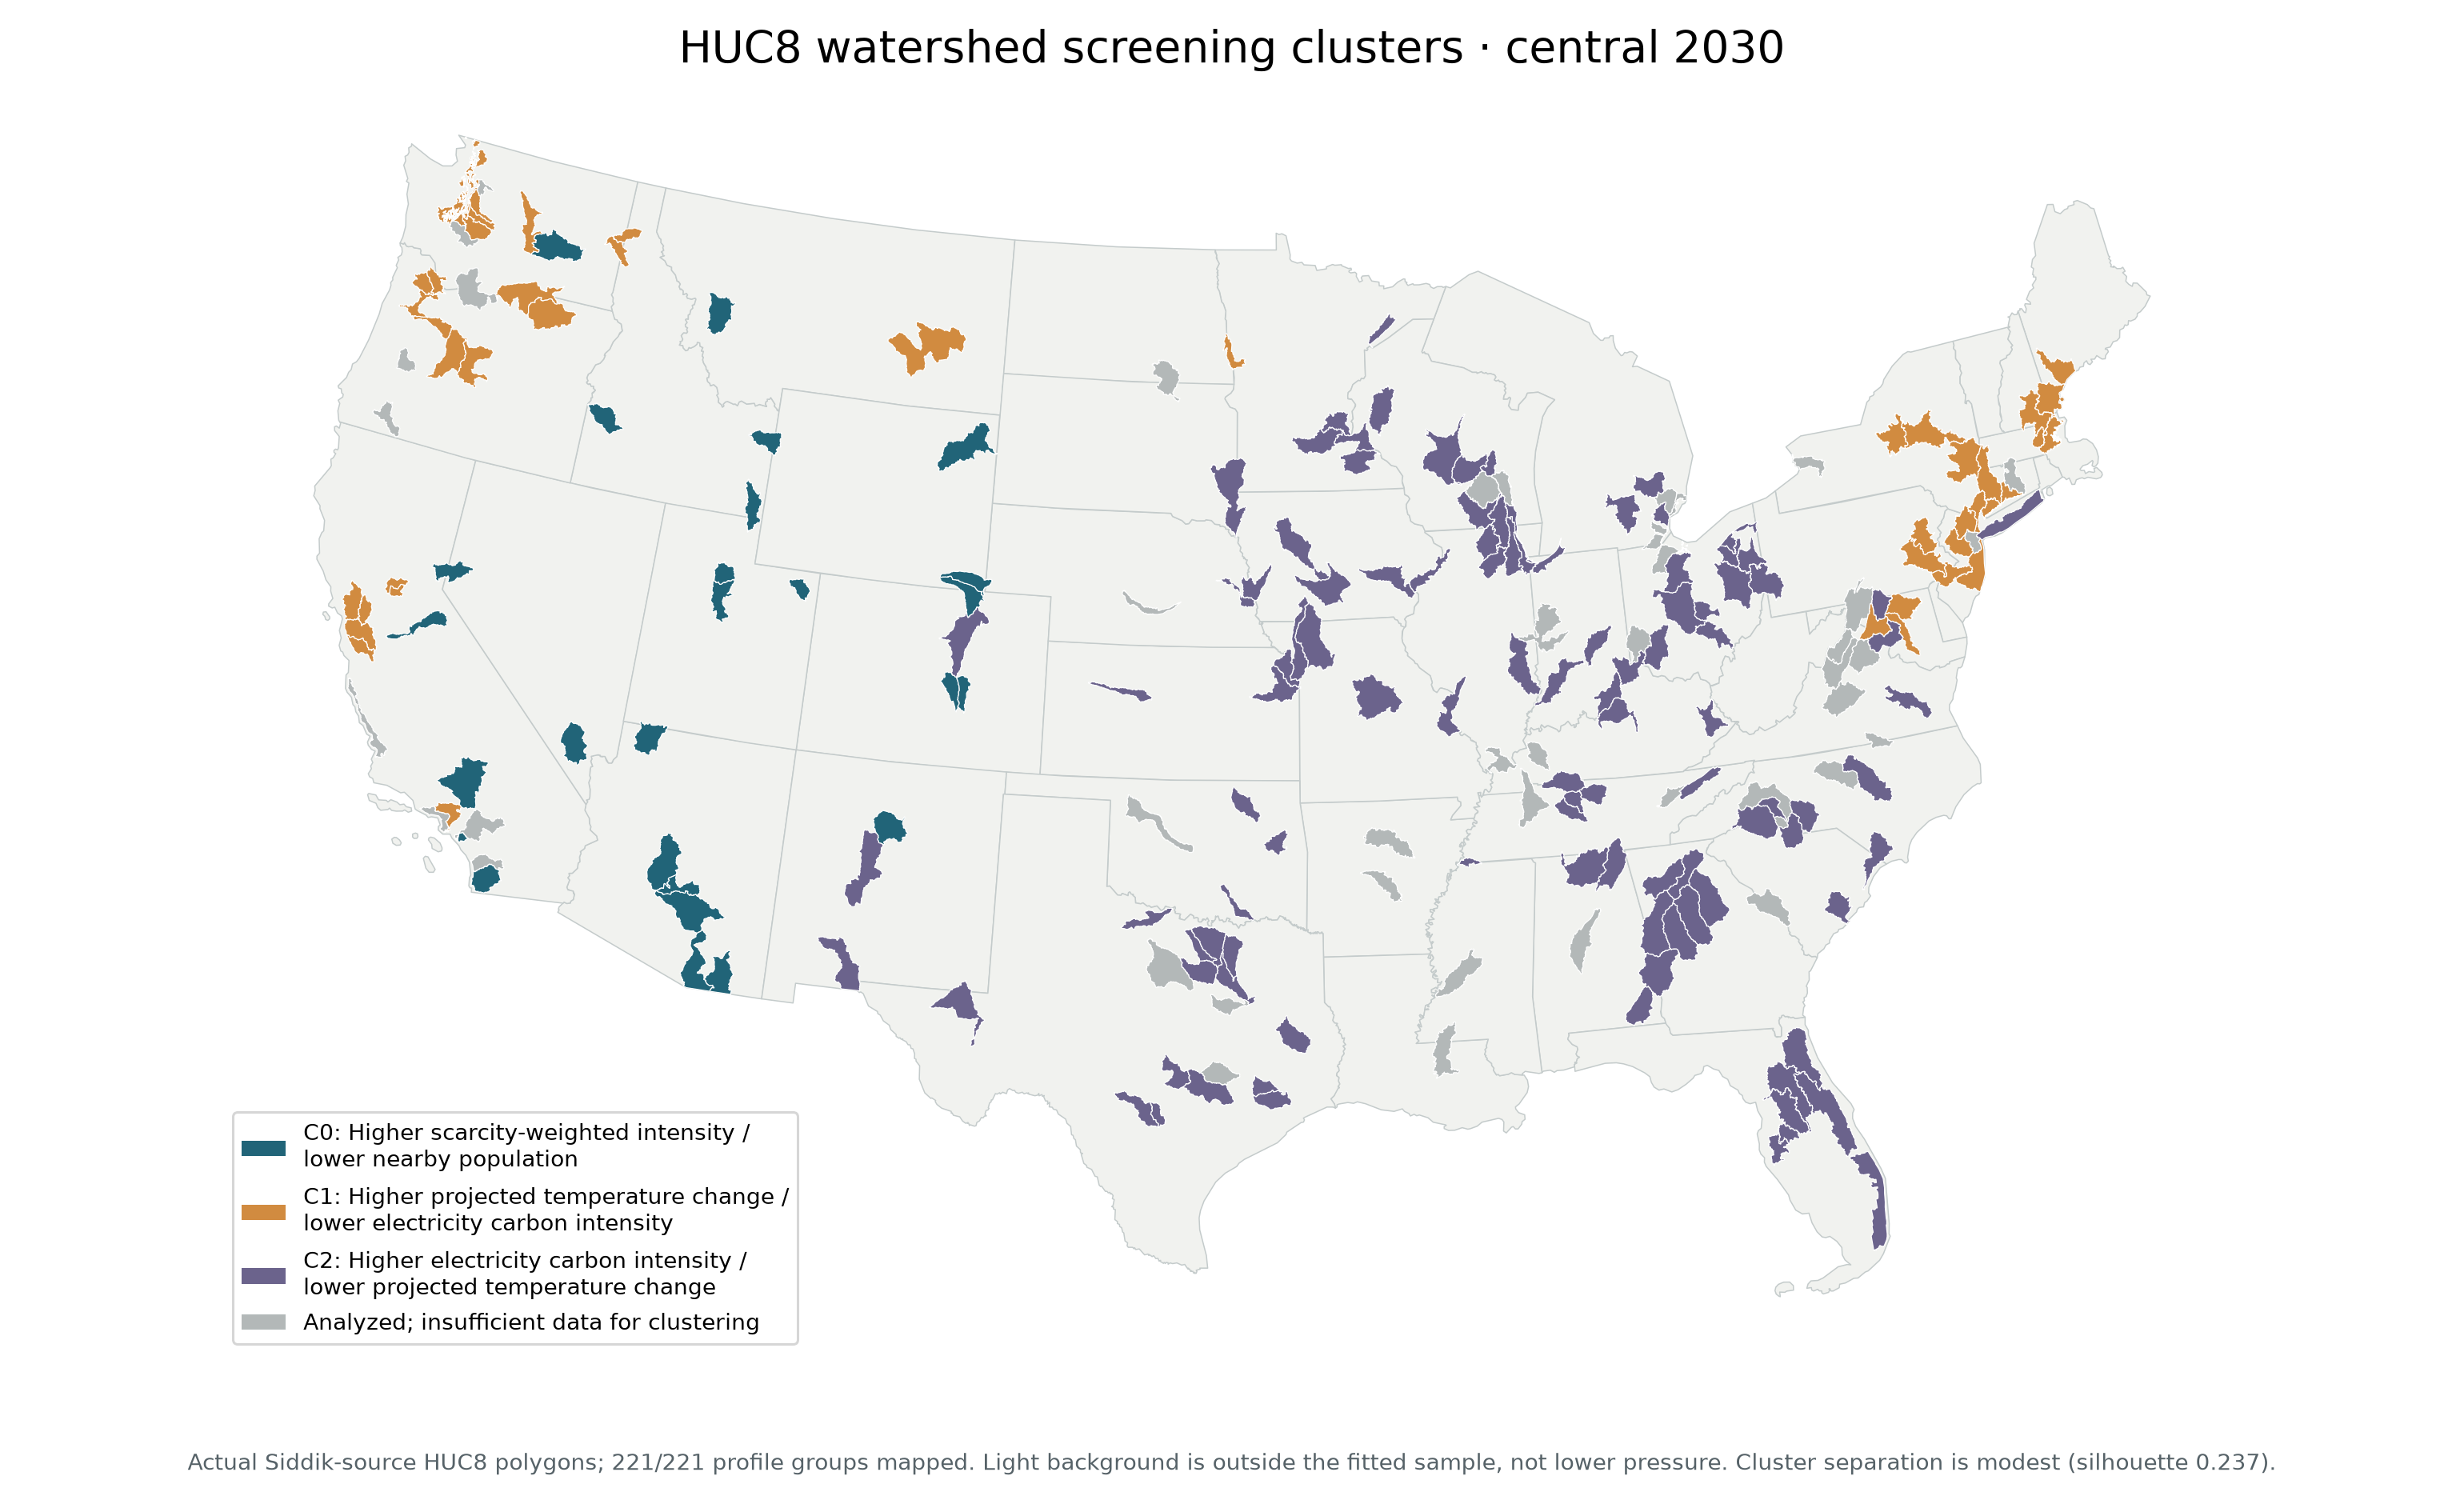 HUC8 watershed screening clusters · central 2030
C0: Higher scarcity-weighted intensity /
lower nearby population
C1: Higher projected temperature change /
lower electricity carbon intensity
C2: Higher electricity carbon intensity /
lower projected temperature change
Analyzed; insufficient data for clustering
Actual Siddik-source HUC8 polygons; 221/221 profile groups mapped. Light background is outside the fitted sample, not lower pressure. Cluster separation is modest (silhouette 0.237).